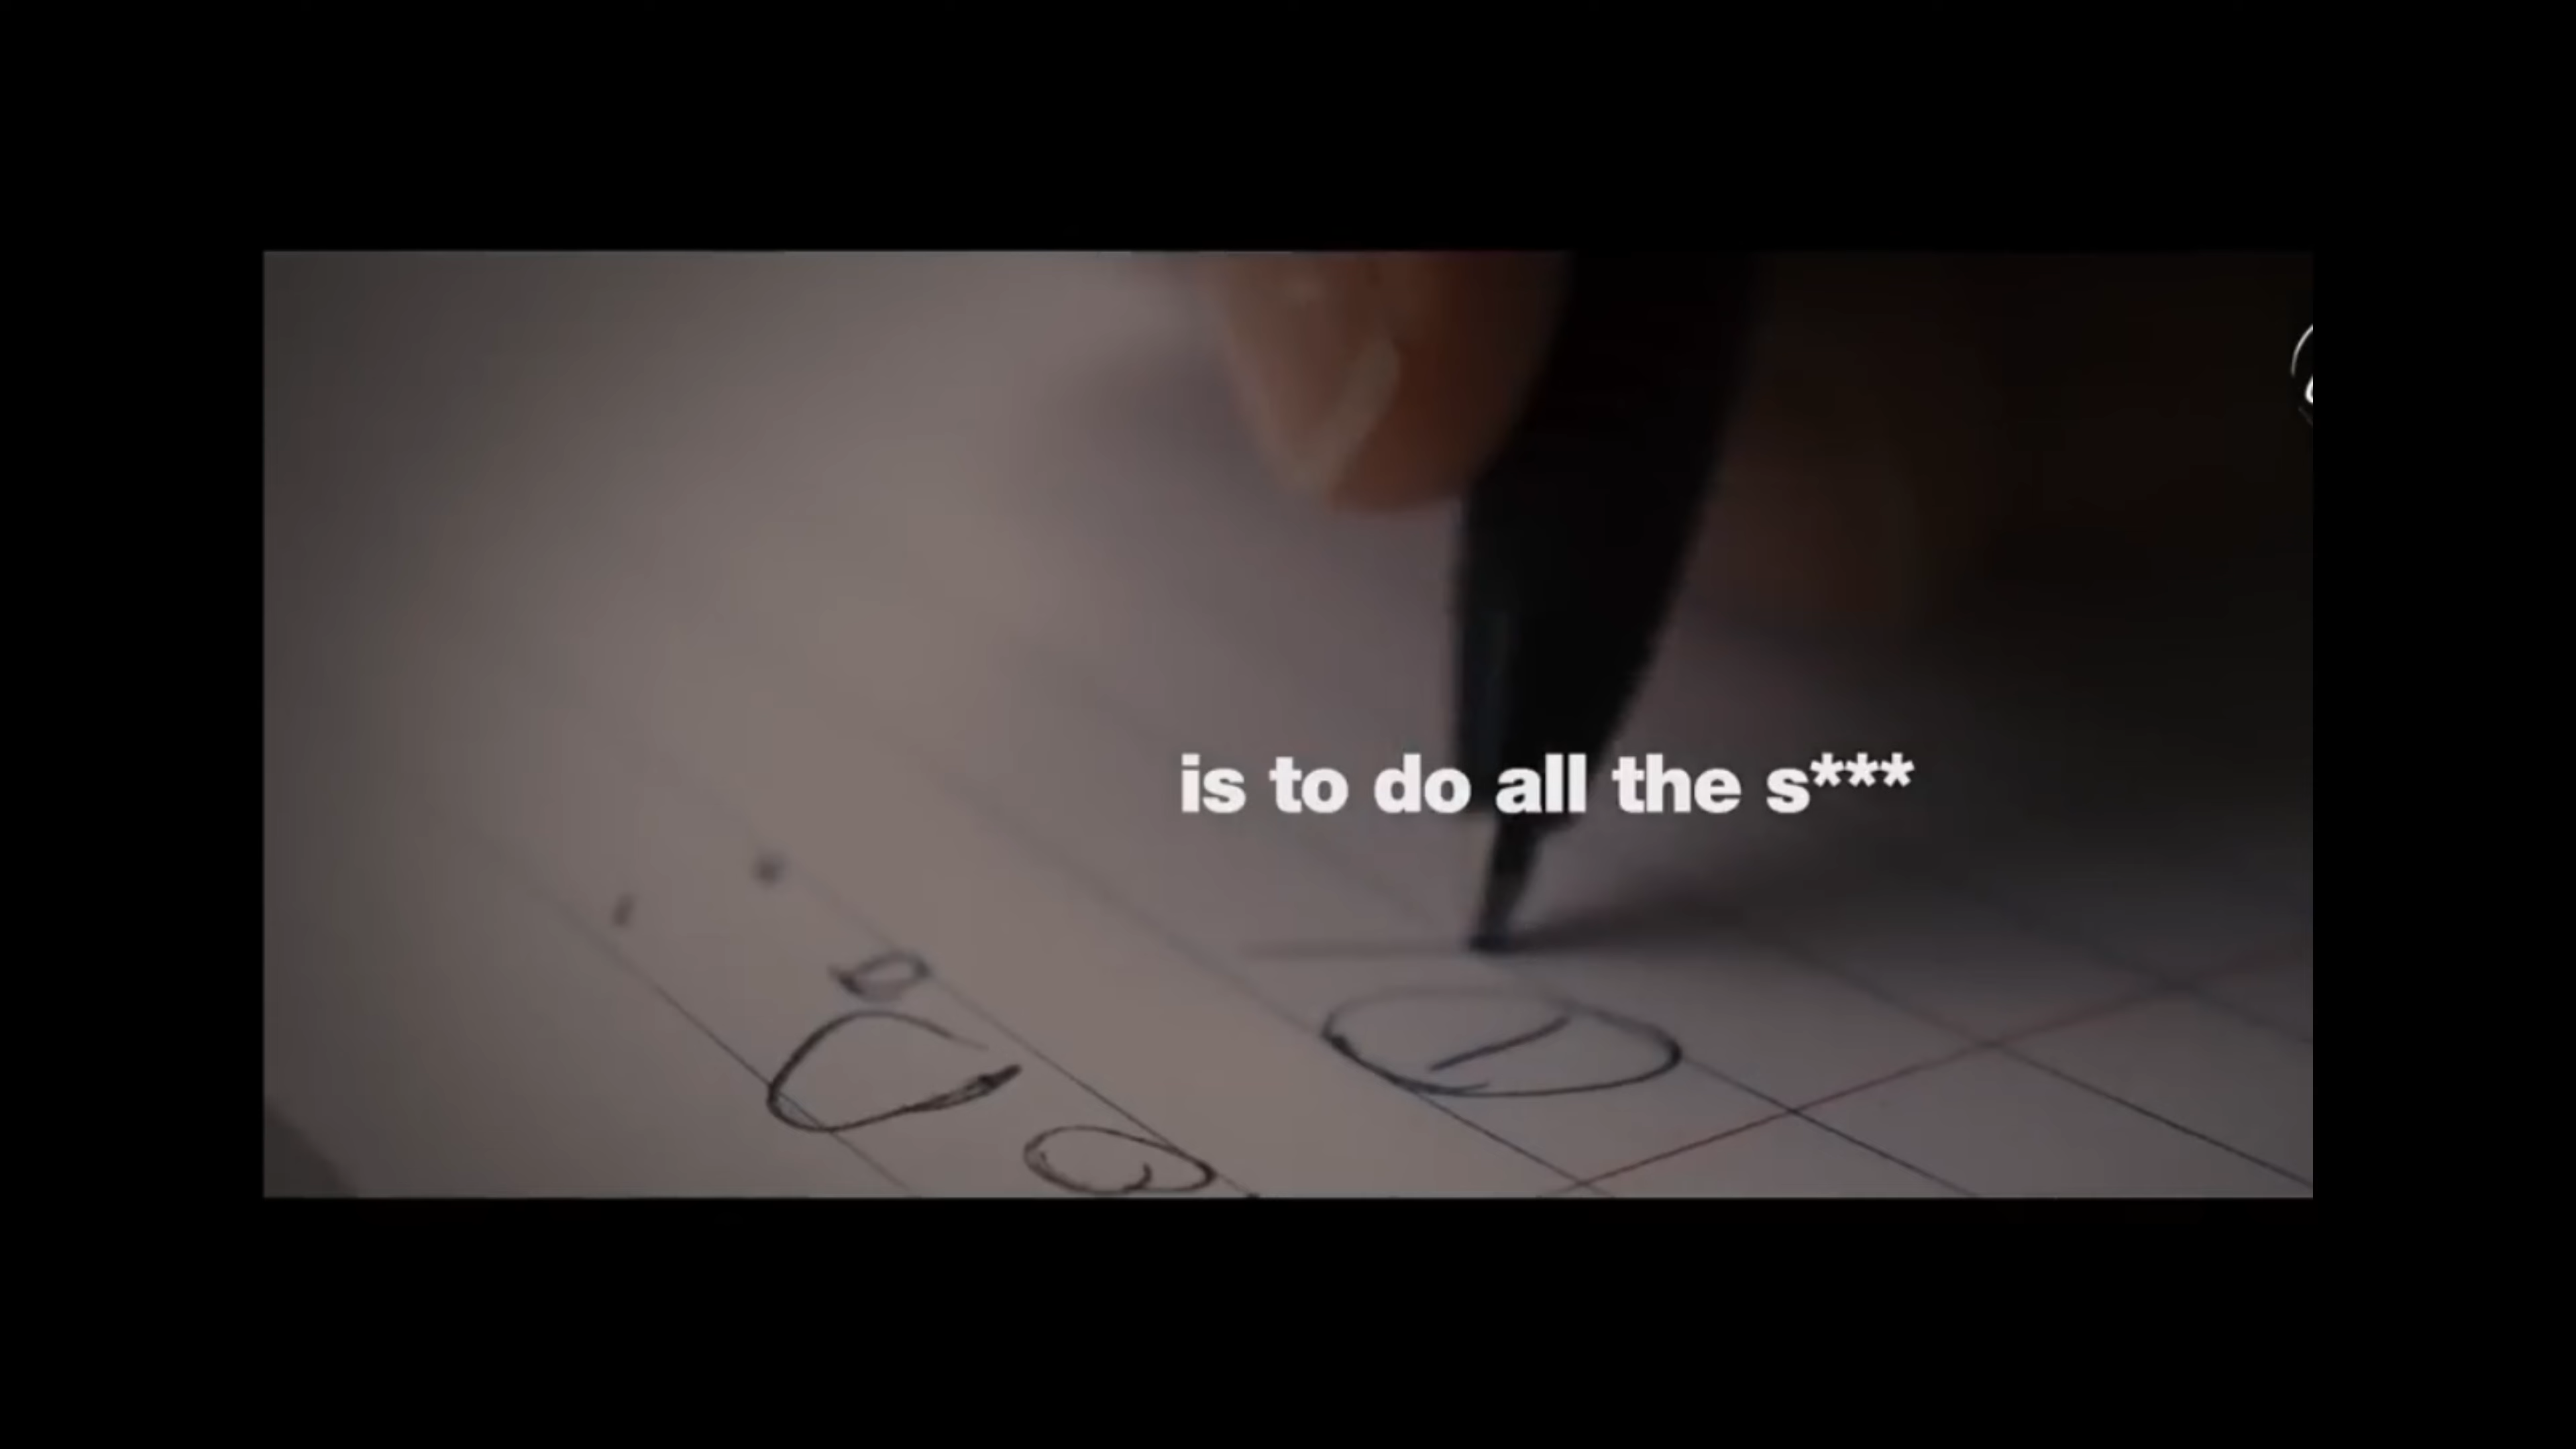 is to do all the s***